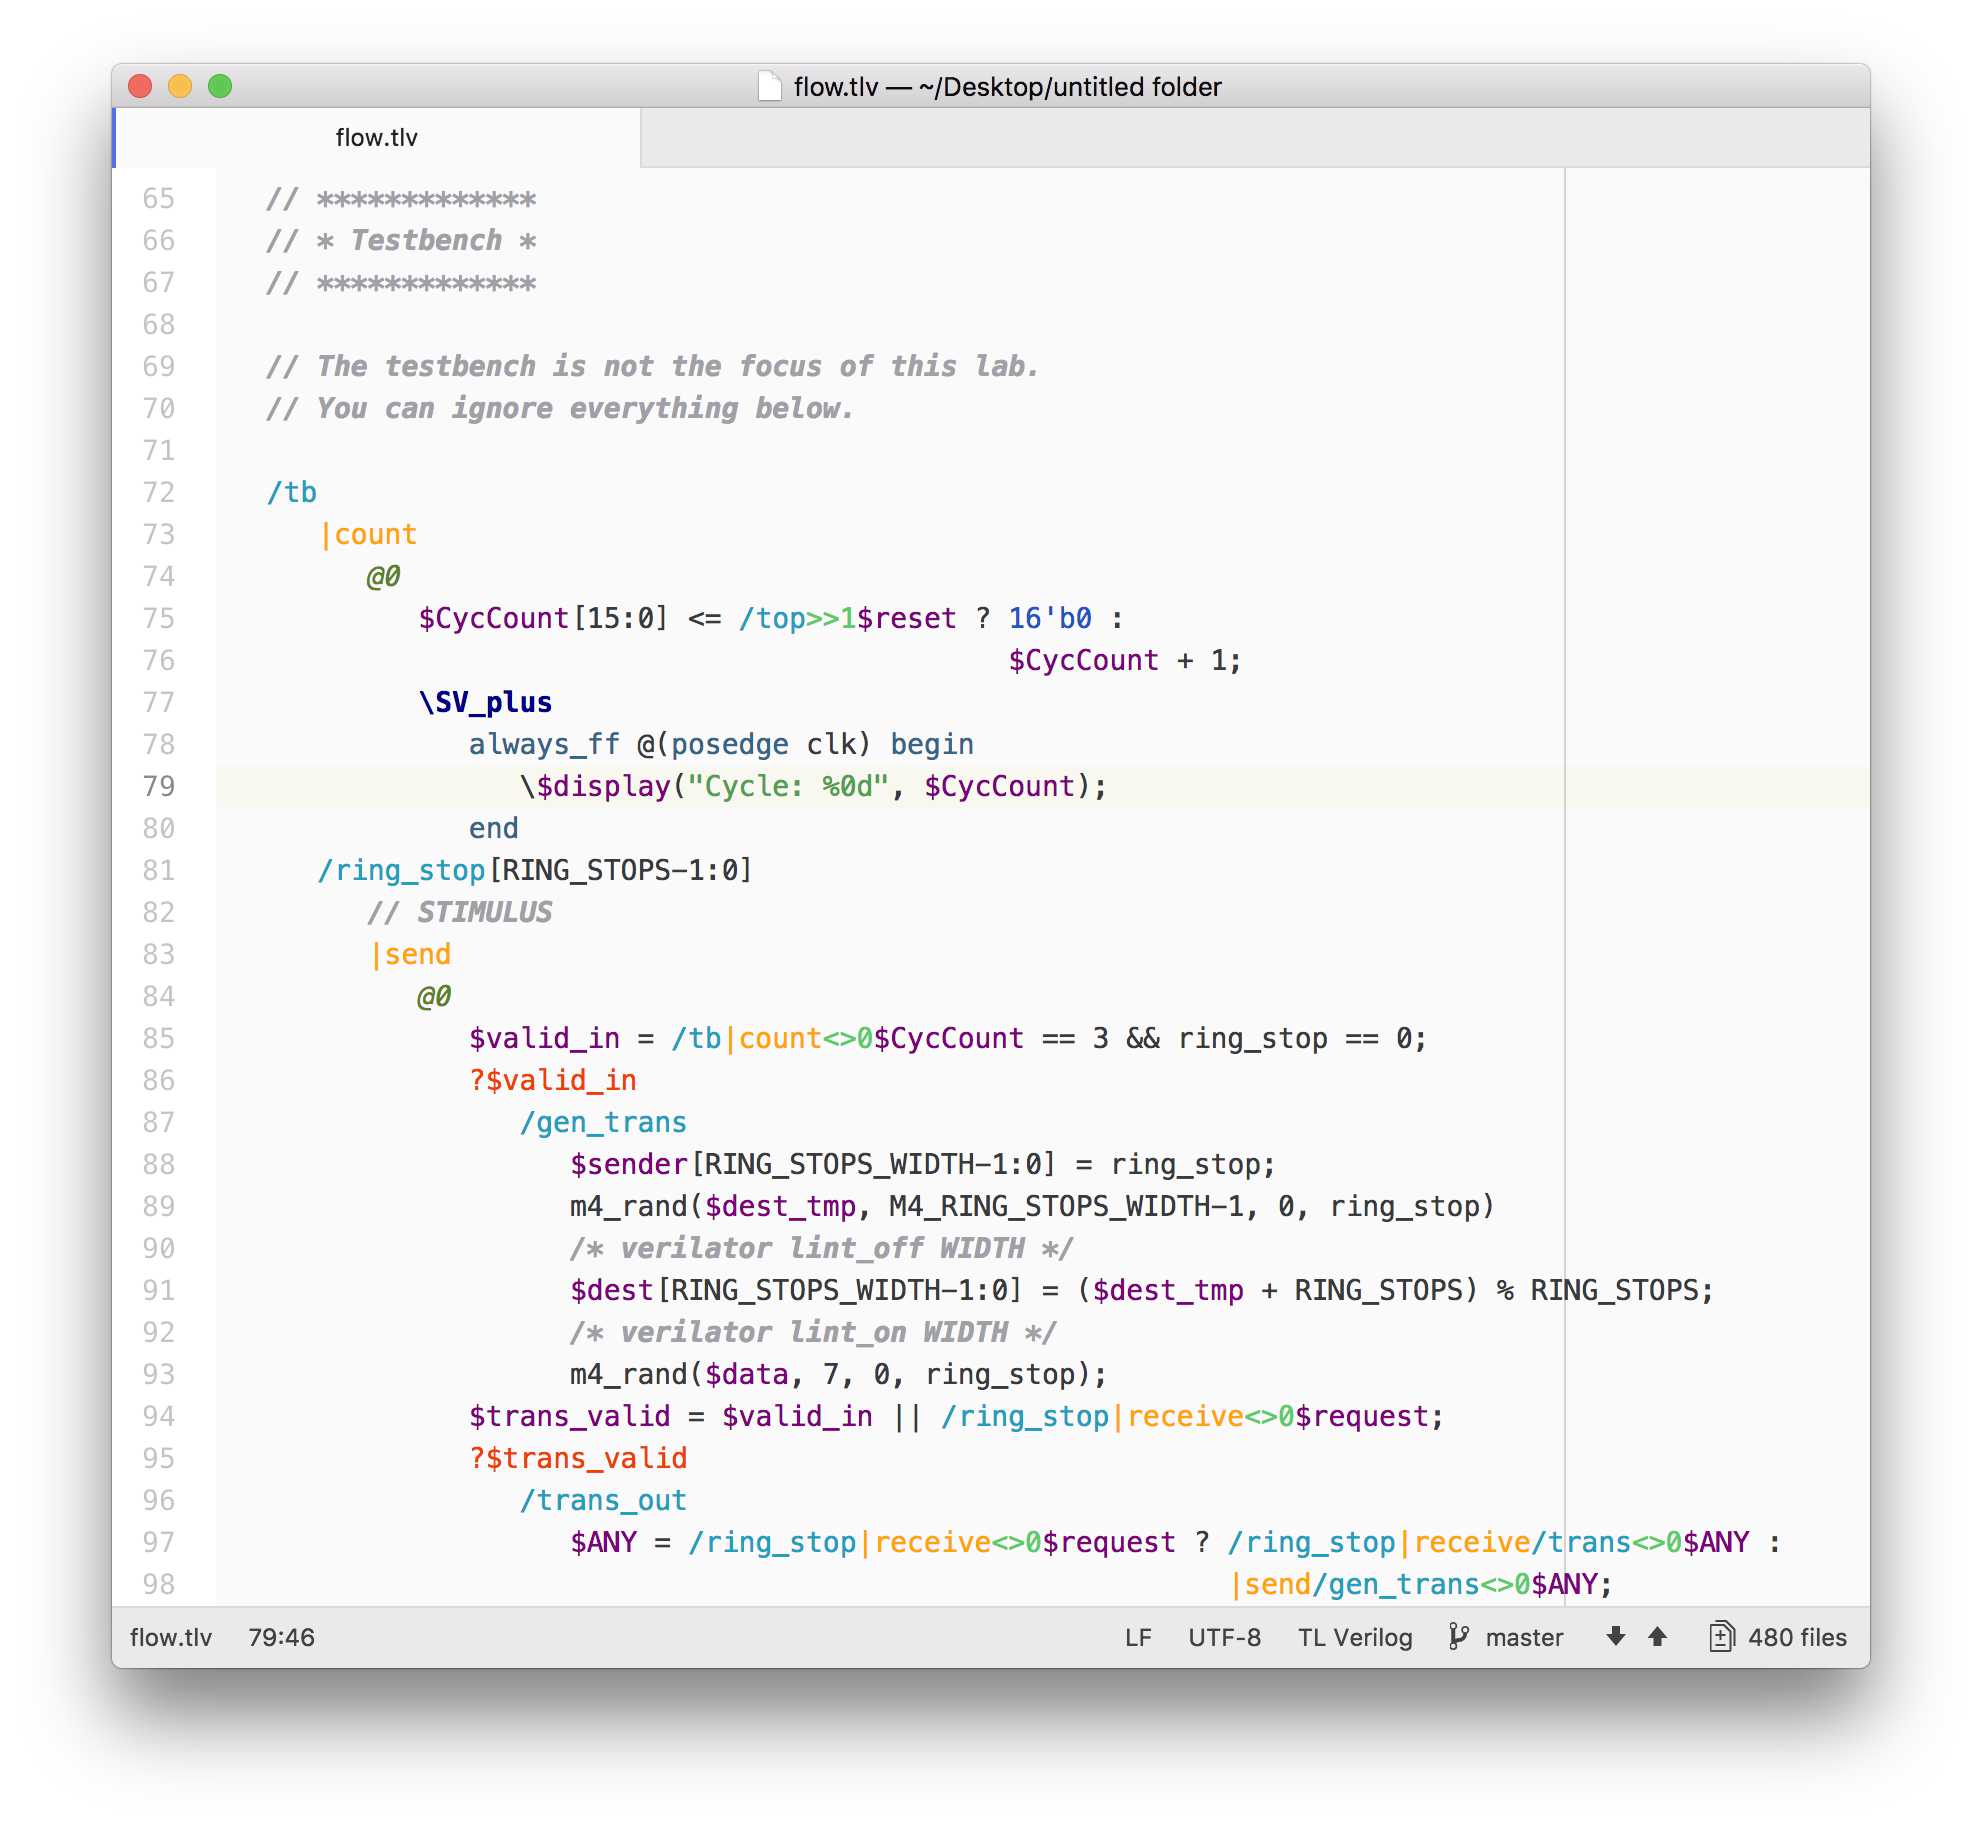 flow.tlv — ~/Desktop/untitled folder
flow.tlv
65 // *************
66 // * Testbench *
67 // *************
68
69 // The testbench is not the focus of this lab.
70 // You can ignore everything below.
71
72 /tb
73 |count
74 @0
75 $CycCount[15:0] <= /top>>1$reset ? 16'b0 :
76 $CycCount + 1;
77 \SV_plus
78 always_ff @(posedge clk) begin
79 \$display("Cycle: %0d", $CycCount);
80 end
81 /ring_stop[RING_STOPS-1:0]
82 // STIMULUS
83 |send
84 @0
85 $valid_in = /tb|count<>0$CycCount == 3 && ring_stop == 0;
86 ?$valid_in
87 /gen_trans
88 $sender[RING_STOPS_WIDTH-1:0] = ring_stop;
89 m4_rand($dest_tmp, M4_RING_STOPS_WIDTH-1, 0, ring_stop)
90 /* verilator lint_off WIDTH */
91 $dest[RING_STOPS_WIDTH-1:0] = ($dest_tmp + RING_STOPS) % RING_STOPS;
92 /* verilator lint_on WIDTH */
93 m4_rand($data, 7, 0, ring_stop);
94 $trans_valid = $valid_in || /ring_stop|receive<>0$request;
95 ?$trans_valid
96 /trans_out
97 $ANY = /ring_stop|receive<>0$request ? /ring_stop|receive/trans<>0$ANY :
98 |send/gen_trans<>0$ANY;
flow.tlv 79:46 LF UTF-8 TL Verilog master 480 files